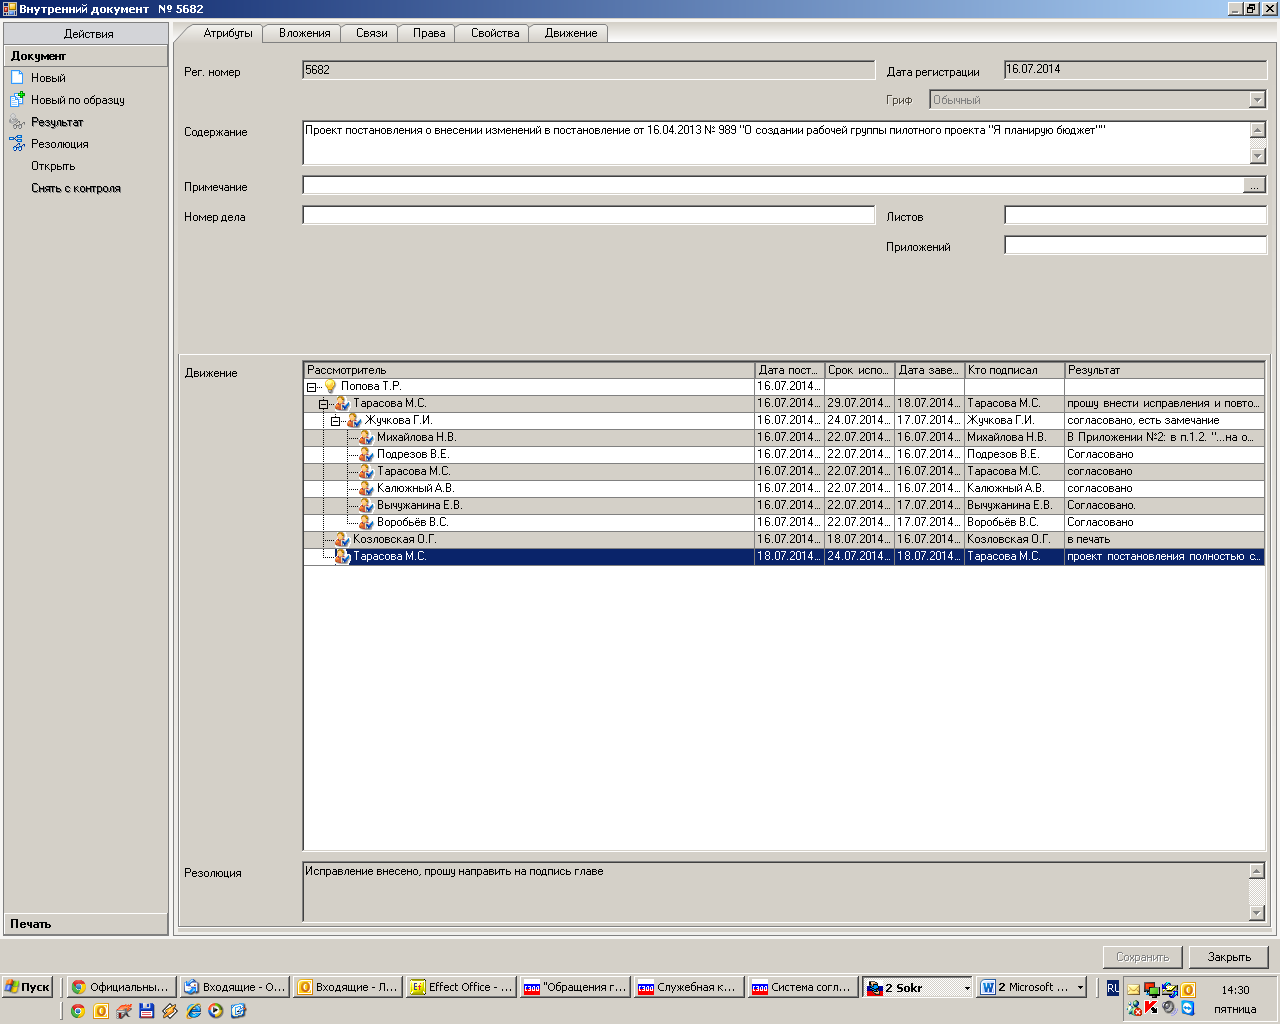 Внутренний документ № 5682
Действия
Документ
Новый
Новый по образцу
Результат
Резолюция
Открыть
Снять с контроля
Печать
Атрибуты Вложения Связи Права Свойства Движение
Рег. номер 5682 Дата регистрации 16.07.2014
Гриф Обычный
Содержание Проект постановления о внесении изменений в постановление от 16.04.2013 № 989 "О создании рабочей группы пилотного проекта "Я планирую бюджет""
Примечание ...
Номер дела Листов
Приложений
Движение
Рассмотритель Дата пост... Срок испо... Дата заве... Кто подписал Результат
Попова Т.Р. 16.07.2014...
Тарасова М.С. 16.07.2014... 29.07.2014... 18.07.2014... Тарасова М.С. прошу внести исправления и повто...
Жучкова Г.И. 16.07.2014... 24.07.2014... 17.07.2014... Жучкова Г.И. согласовано, есть замечание
Михайлова Н.В. 16.07.2014... 22.07.2014... 16.07.2014... Михайлова Н.В. В Приложении №2: в п.1.2. "...на о...
Подрезов В.Е. 16.07.2014... 22.07.2014... 16.07.2014... Подрезов В.Е. Согласовано
Тарасова М.С. 16.07.2014... 22.07.2014... 16.07.2014... Тарасова М.С. согласовано
Калюжный А.В. 16.07.2014... 22.07.2014... 16.07.2014... Калюжный А.В. согласовано
Вычужанина Е.В. 16.07.2014... 22.07.2014... 17.07.2014... Вычужанина Е.В. Согласовано.
Воробьёв В.С. 16.07.2014... 22.07.2014... 17.07.2014... Воробьёв В.С. Согласовано
Козловская О.Г. 16.07.2014... 18.07.2014... 16.07.2014... Козловская О.Г. в печать
Тарасова М.С. 18.07.2014... 24.07.2014... 18.07.2014... Тарасова М.С. проект постановления полностью с...
Резолюция Исправление внесено, прошу направить на подпись главе
Сохранить Закрыть
Пуск Официальны... Входящие - O... Входящие - Л... Effect Office - ... "Обращения г... Служебная к... Система согл... 2 Sokr 2 Microsoft ... RU 14:30
пятница